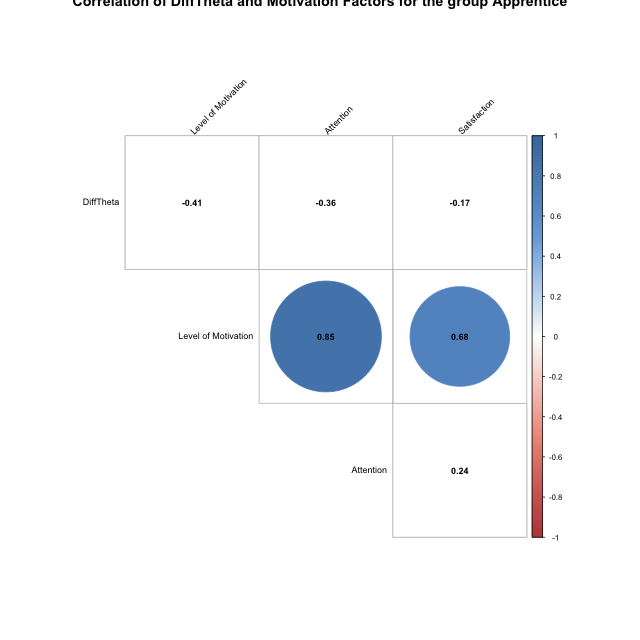 Correlation of DiffTheta and Motivation Factors for the group Apprentice
Level of Motivation
Attention
Satisfaction
DiffTheta
-0.41
-0.36
-0.17
Level of Motivation
0.85
0.68
Attention
0.24
1
0.8
0.6
0.4
0.2
0
-0.2
-0.4
-0.6
-0.8
-1